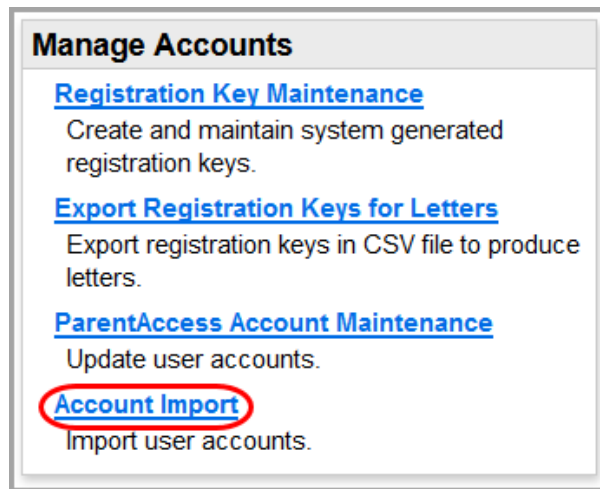 Manage Accounts
Registration Key Maintenance
Create and maintain system generated
registration keys.
Export Registration Keys for Letters
Export registration keys in CSV file to produce
letters.
ParentAccess Account Maintenance
Update user accounts.
Account Import
Import user accounts.